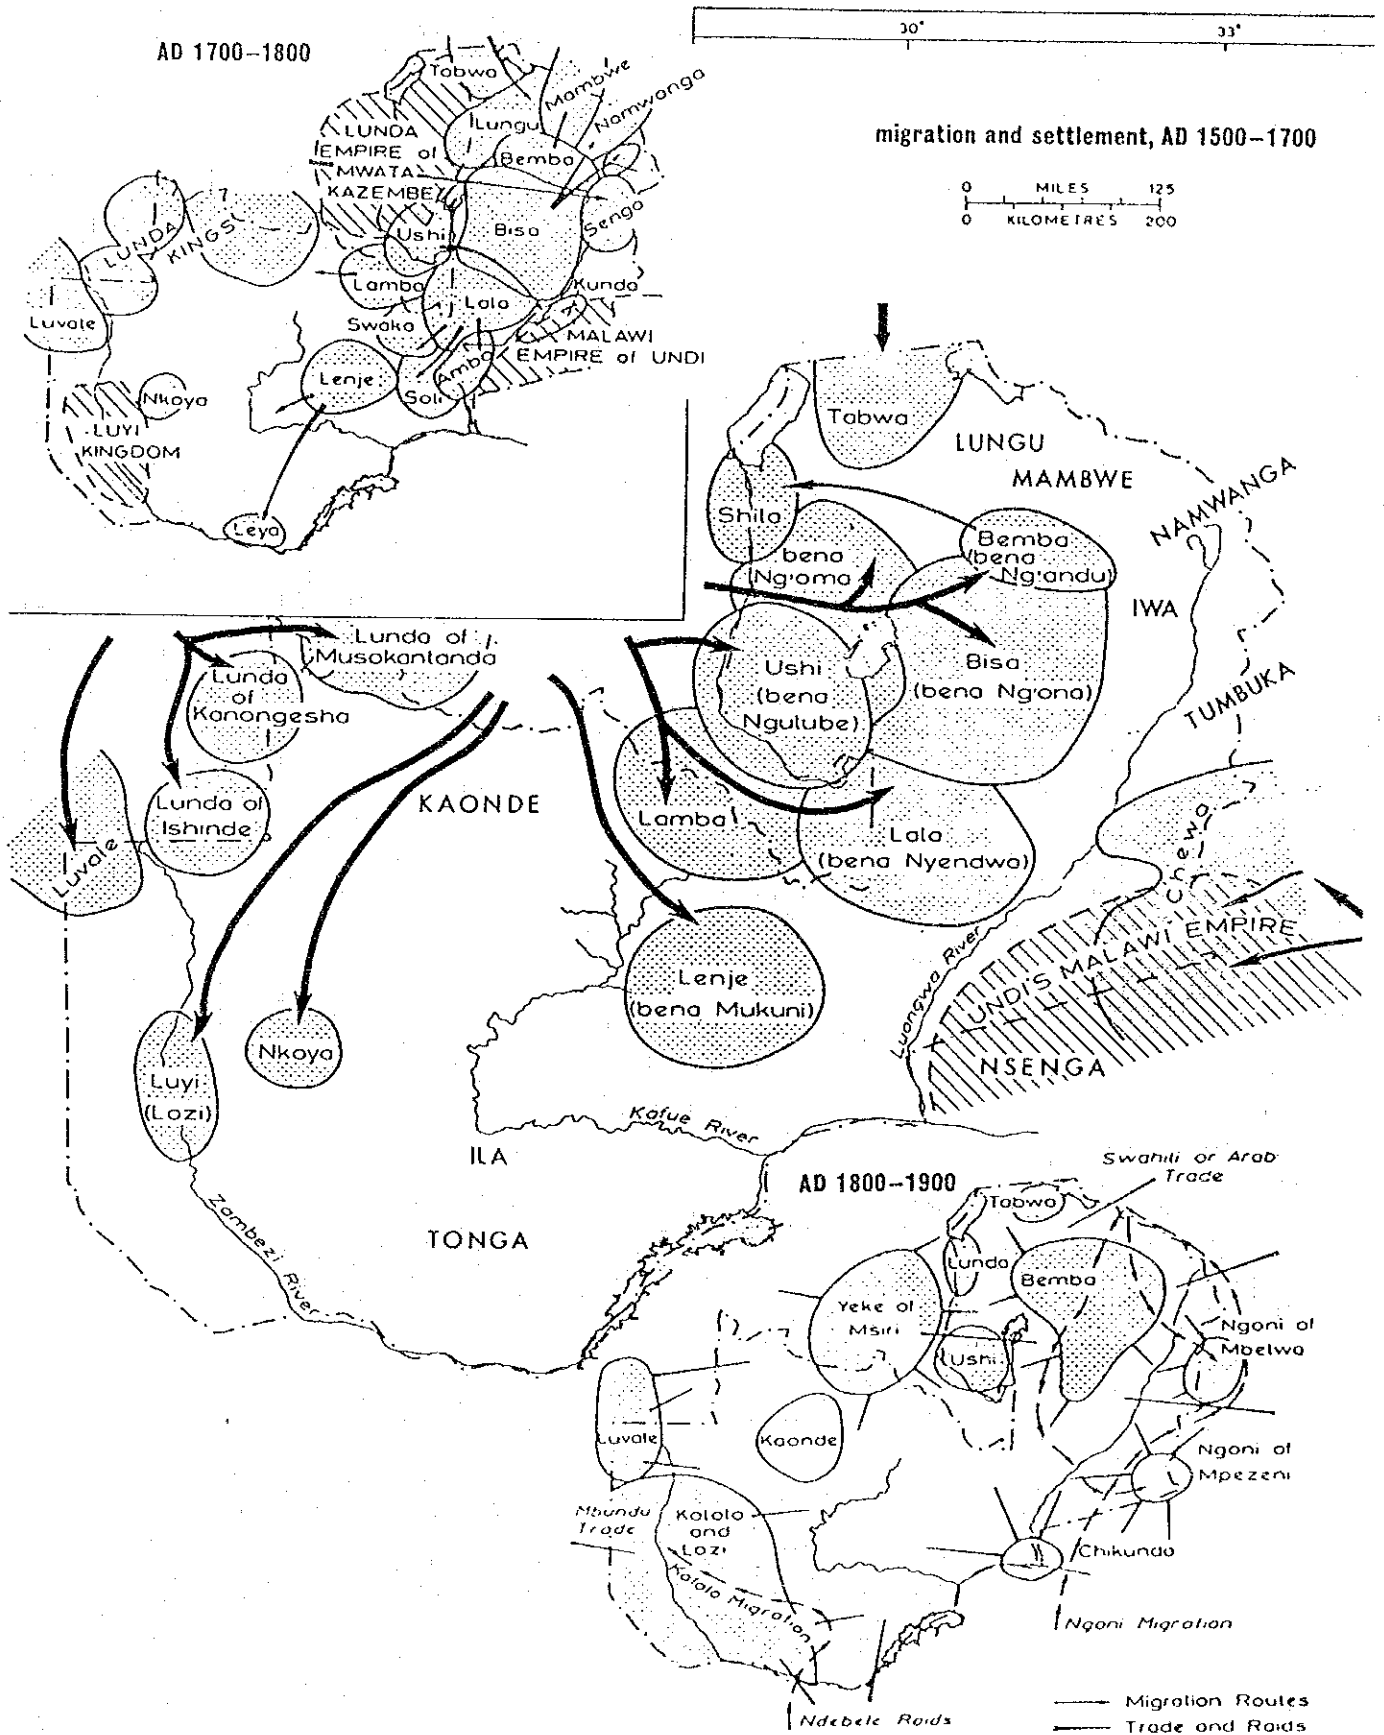 AD 1700–1800
Tabwa
Mambwe
Namwanga
Lungu
LUNDA
EMPIRE of
MWATA
KAZEMBE
Bemba
Senga
Bisa
Ushi
LUNDA
KINGS
Lamba
Lala
Kunda
Luvale
Swaka
MALAWI
EMPIRE of UNDI
Ambo
Lenje
Soli
Nkoya
LUYI
KINGDOM
Leya
30°
33°
migration and settlement, AD 1500–1700
0 MILES 125
0 KILOMETRES 200
Tabwa
LUNGU
MAMBWE
NAMWANGA
Shila
bena
Ng'oma
Bemba
(bena
Ng'andu)
IWA
Lunda of
Musokantanda
Lunda
of
Kanongesha
Ushi
(bena
Ngulube)
Bisa
(bena Ng'ona)
TUMBUKA
Lunda of
Ishinde
KAONDE
Luvale
Lamba
Lala
(bena Nyendwa)
Chewa
UNDI'S MALAWI EMPIRE
Luangwa River
Lenje
(bena Mukuni)
NSENGA
Nkoya
Luyi
(Lozi)
Kafue River
ILA
TONGA
Zambezi River
AD 1800–1900
Swahili or Arab
Trade
Tabwa
Lunda
Bemba
Yeke of
Msiri
Ushi
Ngoni of
Mbelwa
Luvale
Kaonde
Ngoni of
Mpezeni
Mbundu
Trade
Kololo
and
Lozi
Chikunda
Kololo Migration
Ngoni Migration
Ndebele Raids
Migration Routes
Trade and Raids